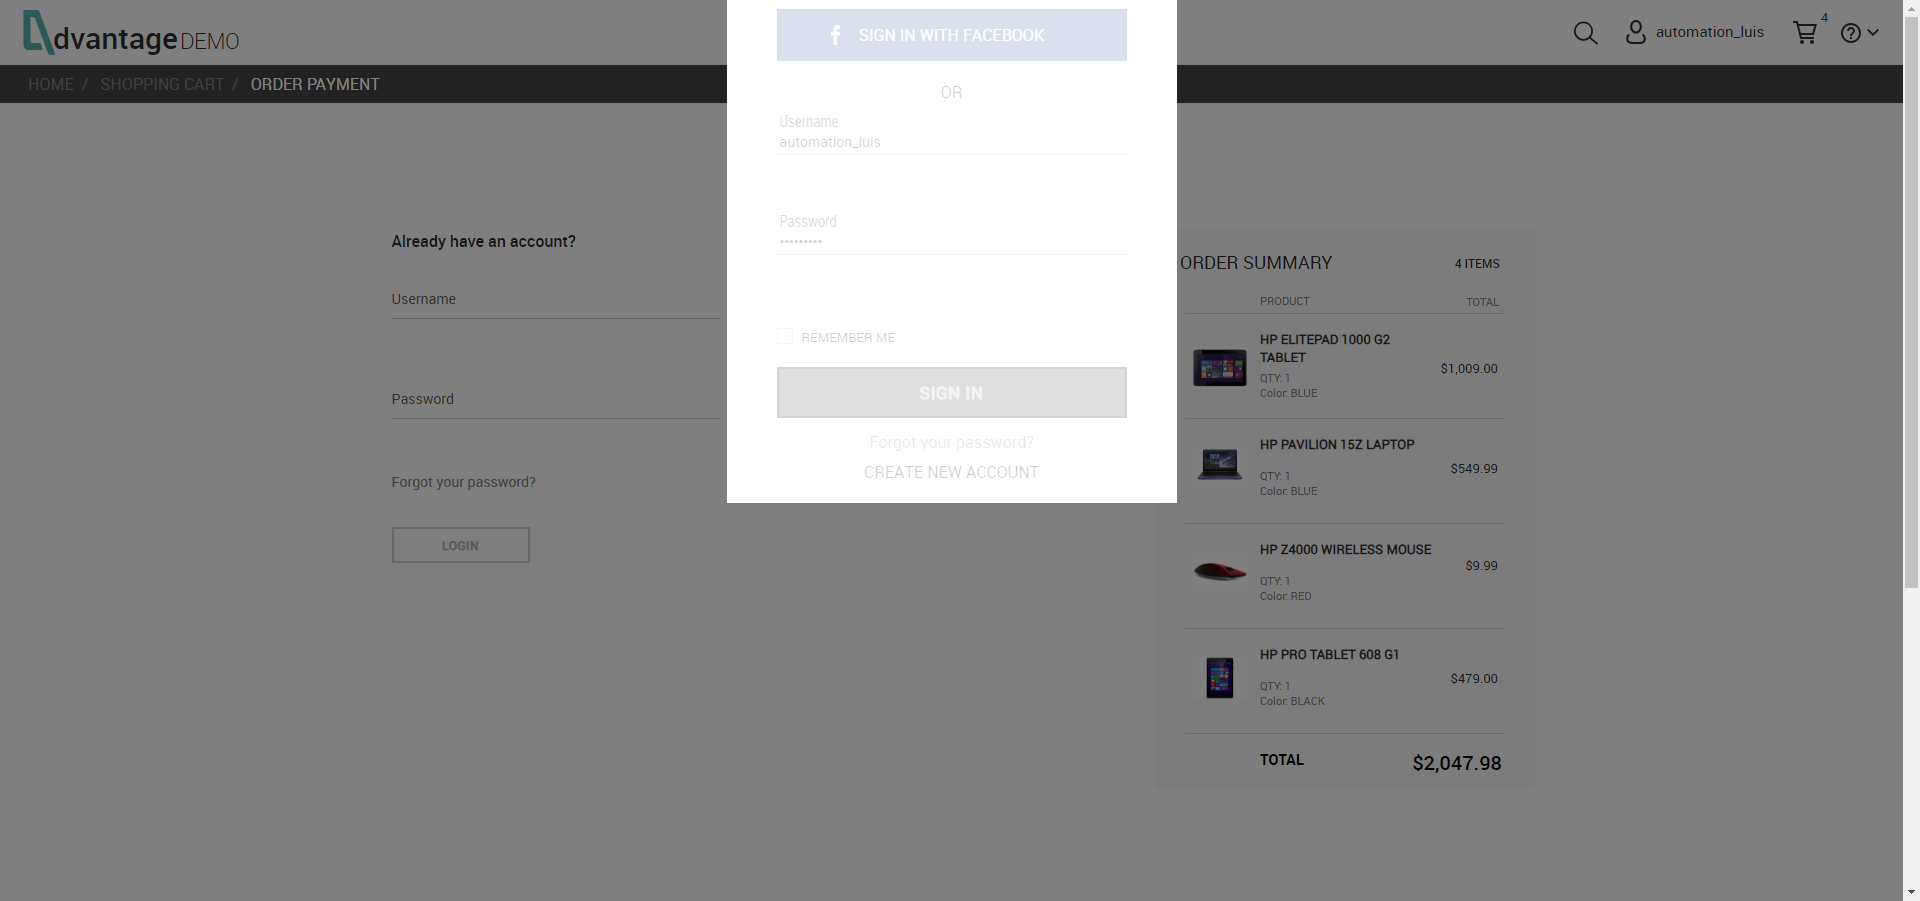 dvantage DEMO
automation_luis
4
HOME / SHOPPING CART / ORDER PAYMENT
SIGN IN WITH FACEBOOK
OR
Username
automation_luis
Password
•••••••••
REMEMBER ME
SIGN IN
Forgot your password?
CREATE NEW ACCOUNT
Already have an account?
Username
Password
Forgot your password?
LOGIN
ORDER SUMMARY
4 ITEMS
PRODUCT
TOTAL
HP ELITEPAD 1000 G2
TABLET
QTY: 1
Color: BLUE
$1,009.00
HP PAVILION 15Z LAPTOP
QTY: 1
Color: BLUE
$549.99
HP Z4000 WIRELESS MOUSE
QTY: 1
Color: RED
$9.99
HP PRO TABLET 608 G1
QTY: 1
Color: BLACK
$479.00
TOTAL
$2,047.98